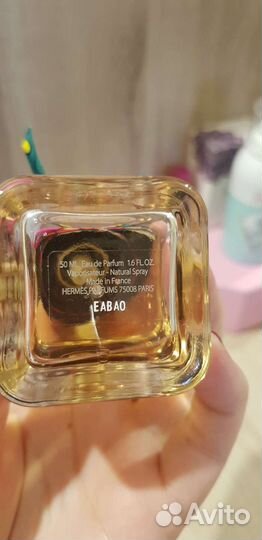 50 ML Eau de Parfum 1.6 FL.OZ.
Vaporisateur - Natural Spray
Made in France
HERMÈS PARFUMS 75008 PARIS
EABAO
Avito